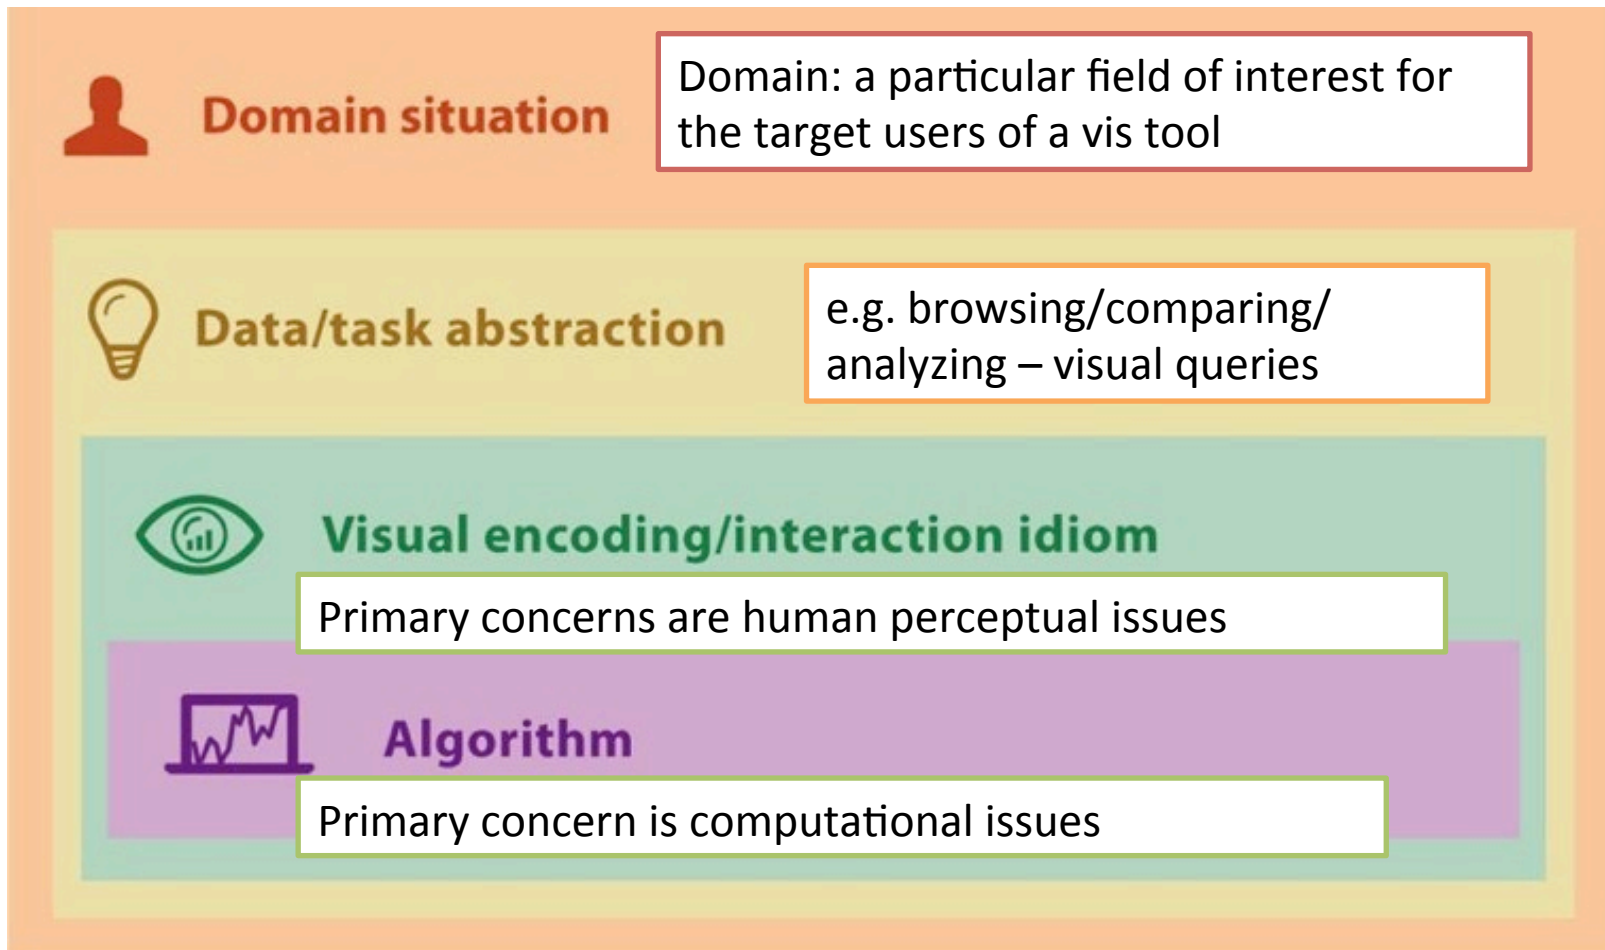 Domain situation
Domain: a particular field of interest for
the target users of a vis tool
Data/task abstraction
e.g. browsing/comparing/
analyzing – visual queries
Visual encoding/interaction idiom
Primary concerns are human perceptual issues
Algorithm
Primary concern is computational issues